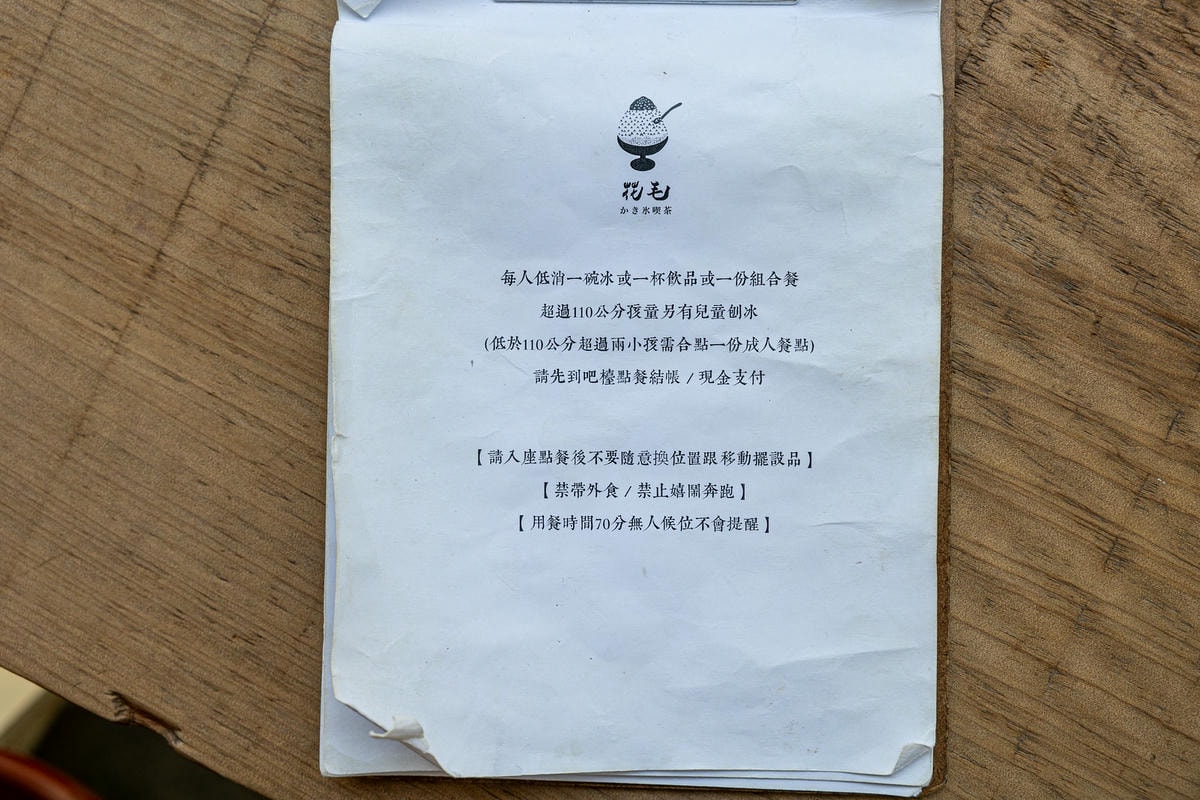 花毛
かき氷喫茶
每人低消一碗冰或一杯飲品或一份組合餐
超過110公分孩童另有兒童刨冰
(低於110公分超過兩小孩需合點一份成人餐點)
請先到吧檯點餐結帳 / 現金支付
【請入座點餐後不要隨意換位置跟移動擺設品】
【禁帶外食 / 禁止嬉鬧奔跑】
【用餐時間70分無人候位不會提醒】